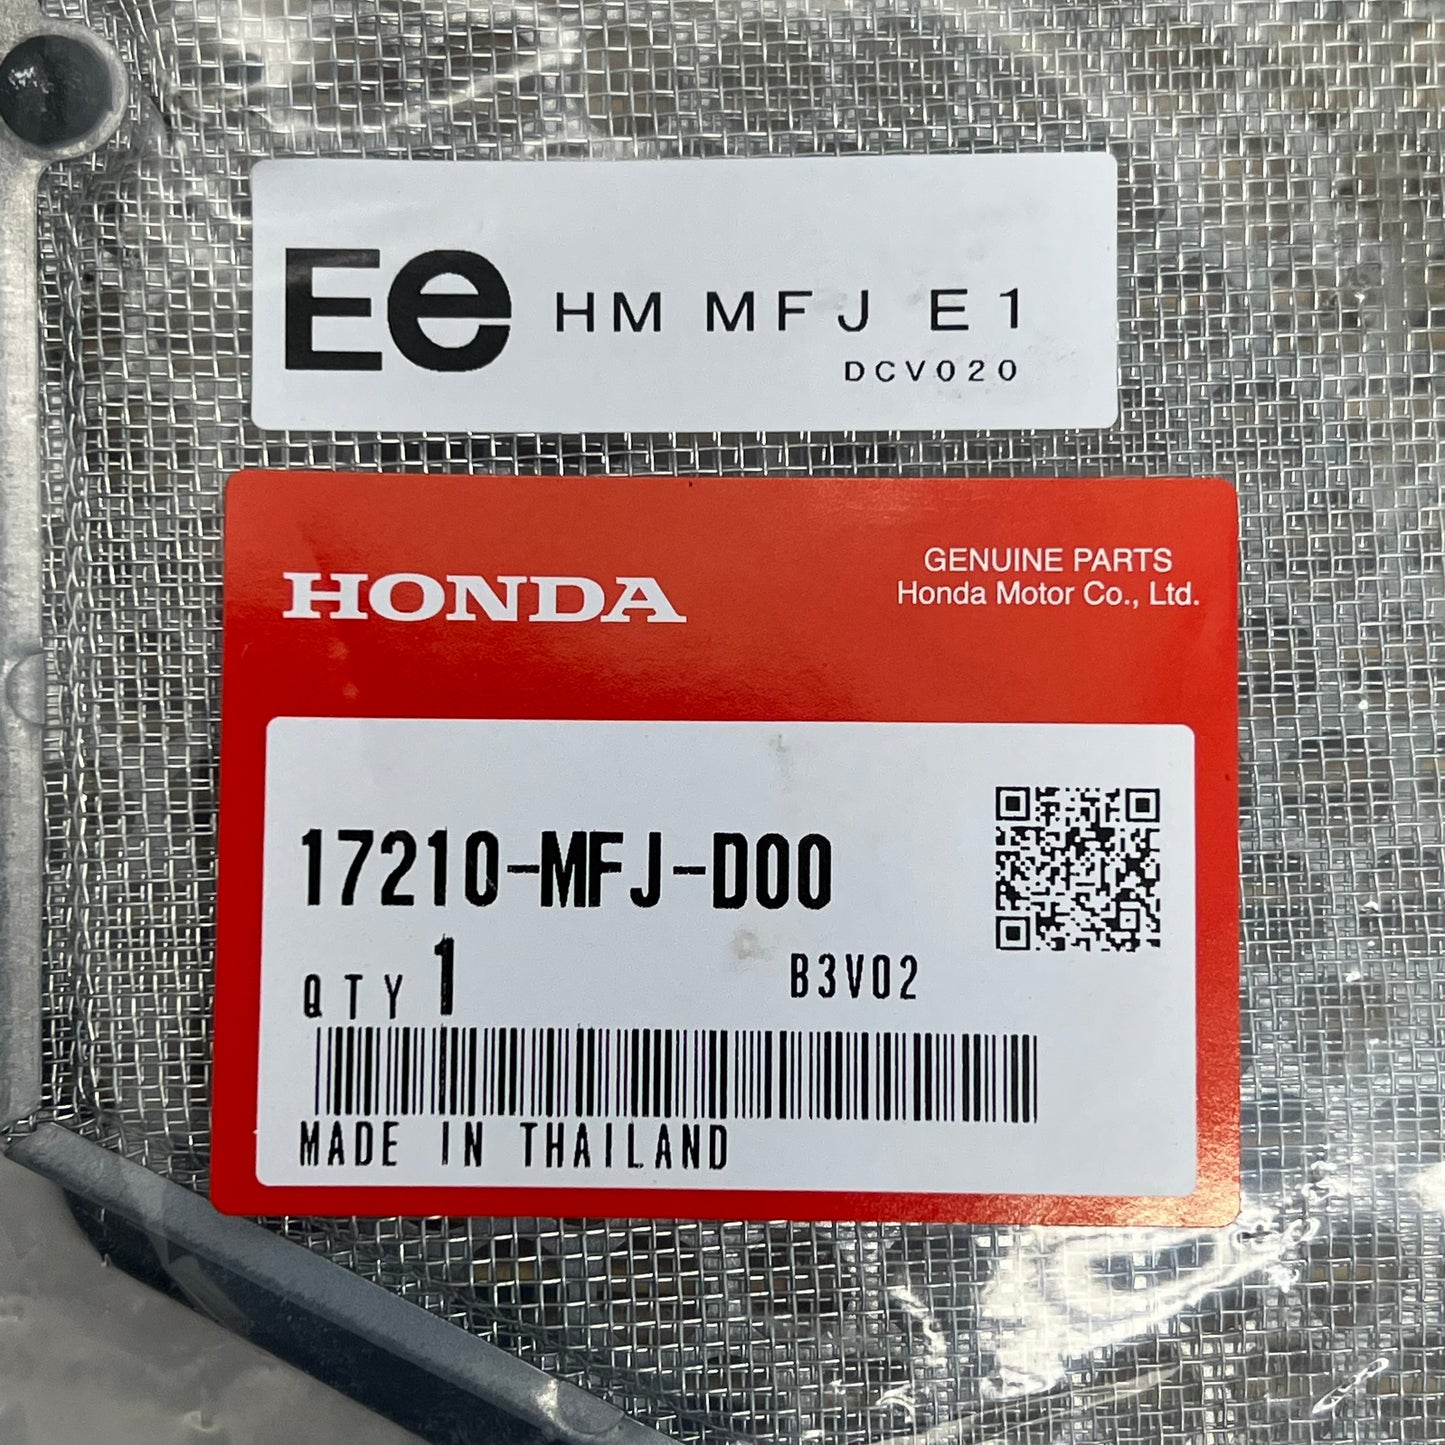 Ee HM MFJ E1
DCV020
HONDA
GENUINE PARTS
Honda Motor Co., Ltd.
17210-MFJ-D00
QTY 1 B3V02
MADE IN THAILAND